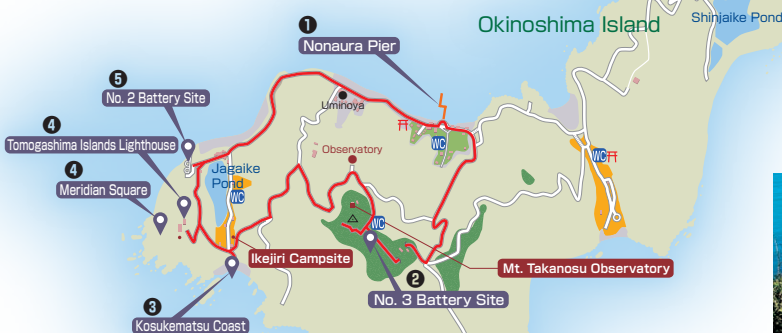 Okinoshima Island
Shinjaike Pond
❶
Nonaura Pier
❺
No. 2 Battery Site
Uminoya
❹
Tomogashima Islands Lighthouse
Observatory
WC
WC
Jagaike
Pond
WC
❹
Meridian Square
WC
Ikejiri Campsite
Mt. Takanosu Observatory
❷
No. 3 Battery Site
❸
Kosukematsu Coast